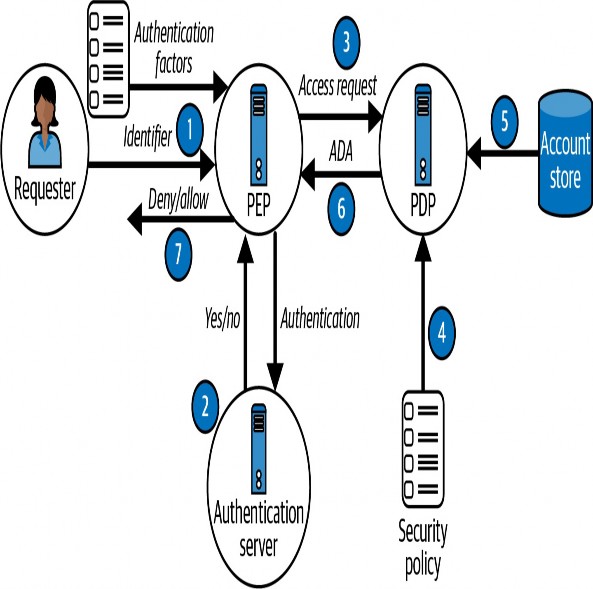 Authentication
factors
3
Access request
1
Identifier
5
Account
store
ADA
Requester
Deny/allow
PEP
6
PDP
7
Yes/no
Authentication
4
2
Authentication
server
Security
policy